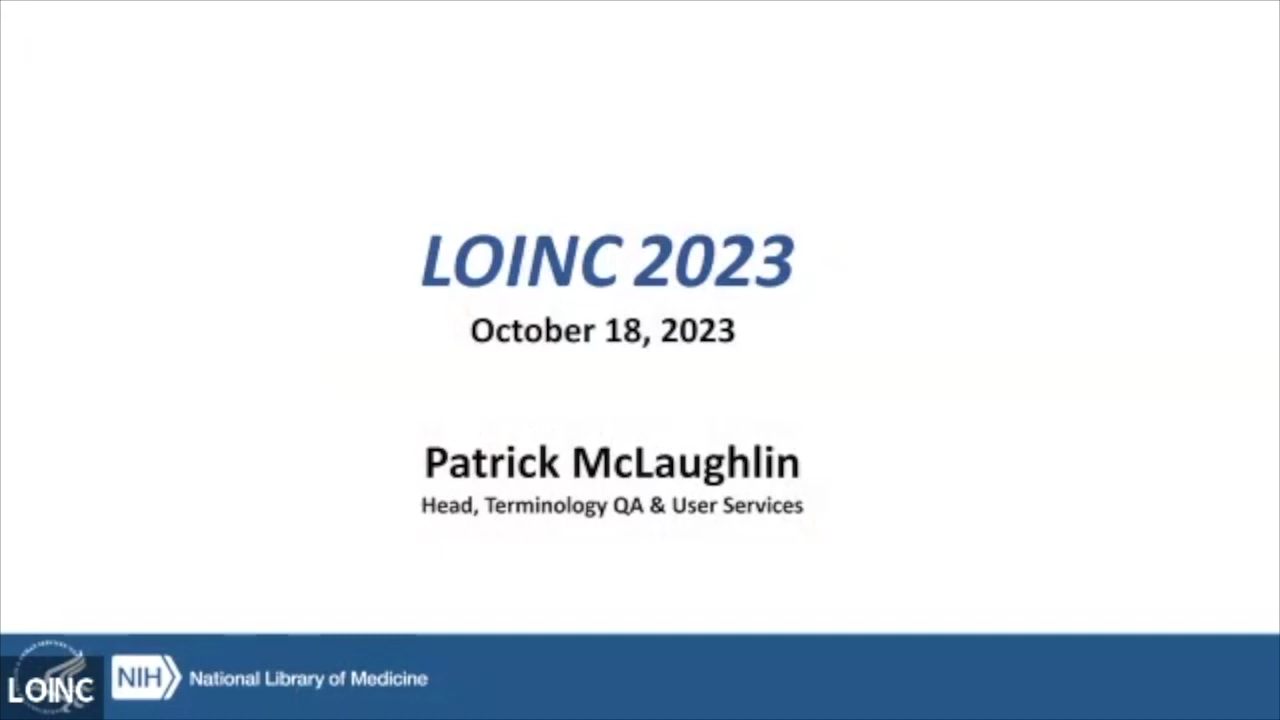 LOINC 2023
October 18, 2023
Patrick McLaughlin
Head, Terminology QA & User Services
LOINC
NIH
National Library of Medicine